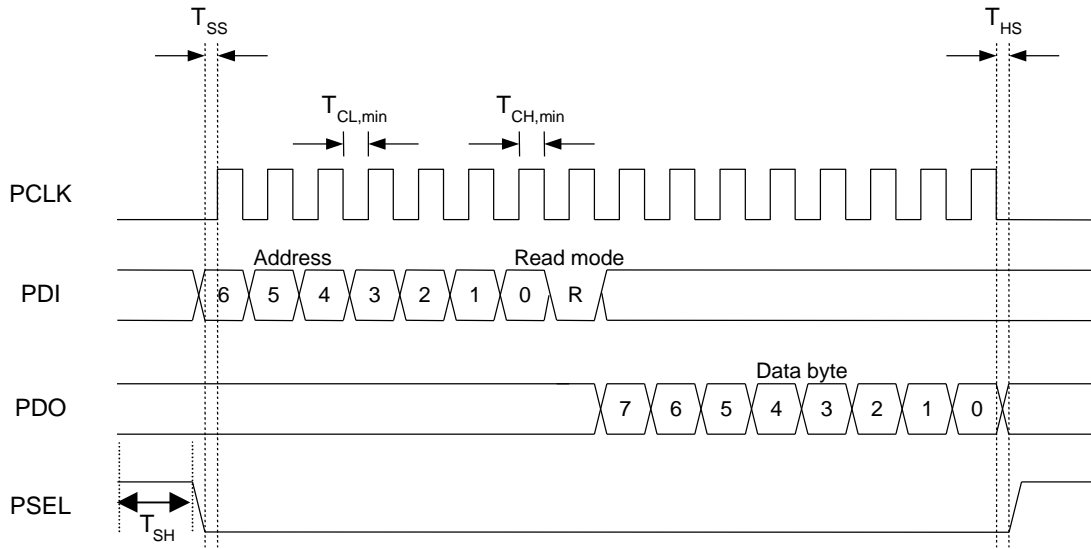 TSS THS
TCL,min TCH,min
PCLK
Address Read mode
PDI 6 5 4 3 2 1 0 R
Data byte
PDO 7 6 5 4 3 2 1 0
PSEL
TSH